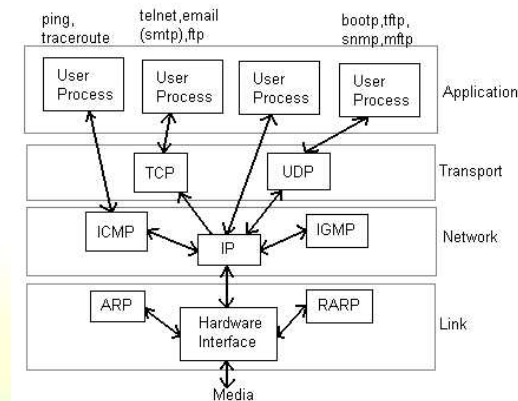 ping,
traceroute
telnet,email
(smtp),ftp
bootp,tftp,
snmp,mftp
User
Process
User
Process
User
Process
User
Process
Application
TCP
UDP
Transport
ICMP
IP
IGMP
Network
ARP
Hardware
Interface
RARP
Link
Media